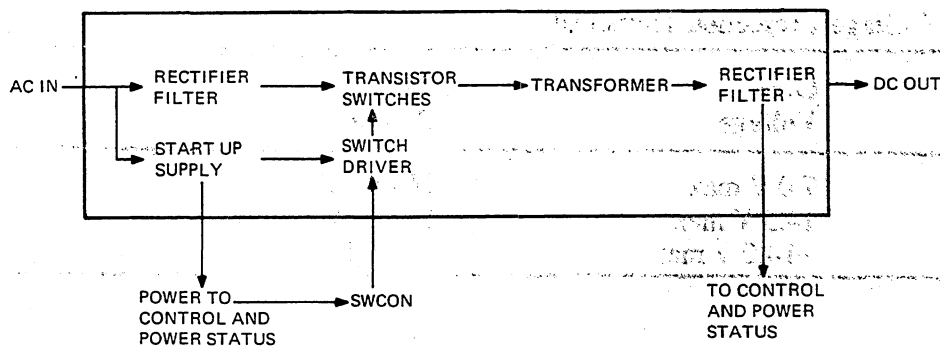 RECTIFIER
FILTER
TRANSISTOR
SWITCHES
TRANSFORMER
RECTIFIER
FILTER
AC IN
DC OUT
START UP
SUPPLY
SWITCH
DRIVER
POWER TO
CONTROL AND
POWER STATUS
SWCON
TO CONTROL
AND POWER
STATUS